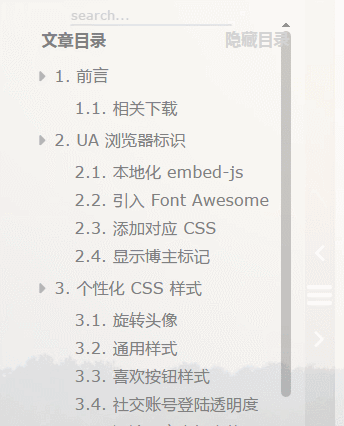 search...
文章目录 隐藏目录
1. 前言
1.1. 相关下载
2. UA 浏览器标识
2.1. 本地化 embed-js
2.2. 引入 Font Awesome
2.3. 添加对应 CSS
2.4. 显示博主标记
3. 个性化 CSS 样式
3.1. 旋转头像
3.2. 通用样式
3.3. 喜欢按钮样式
3.4. 社交账号登陆透明度